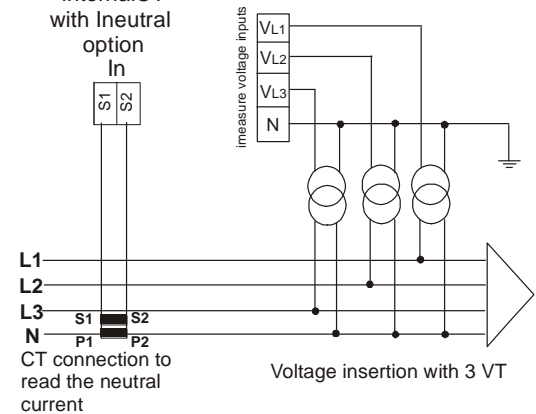 with Ineutral
option
In
S1 S2
imeasure voltage inputs
VL1
VL2
VL3
N
L1
L2
L3
N
S1 S2
P1 P2
CT connection to
read the neutral
current
Voltage insertion with 3 VT